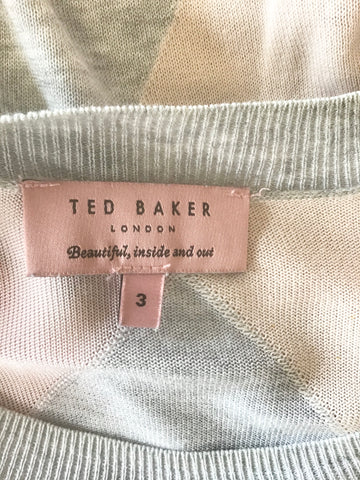 TED BAKER
LONDON
Beautiful, inside and out
3